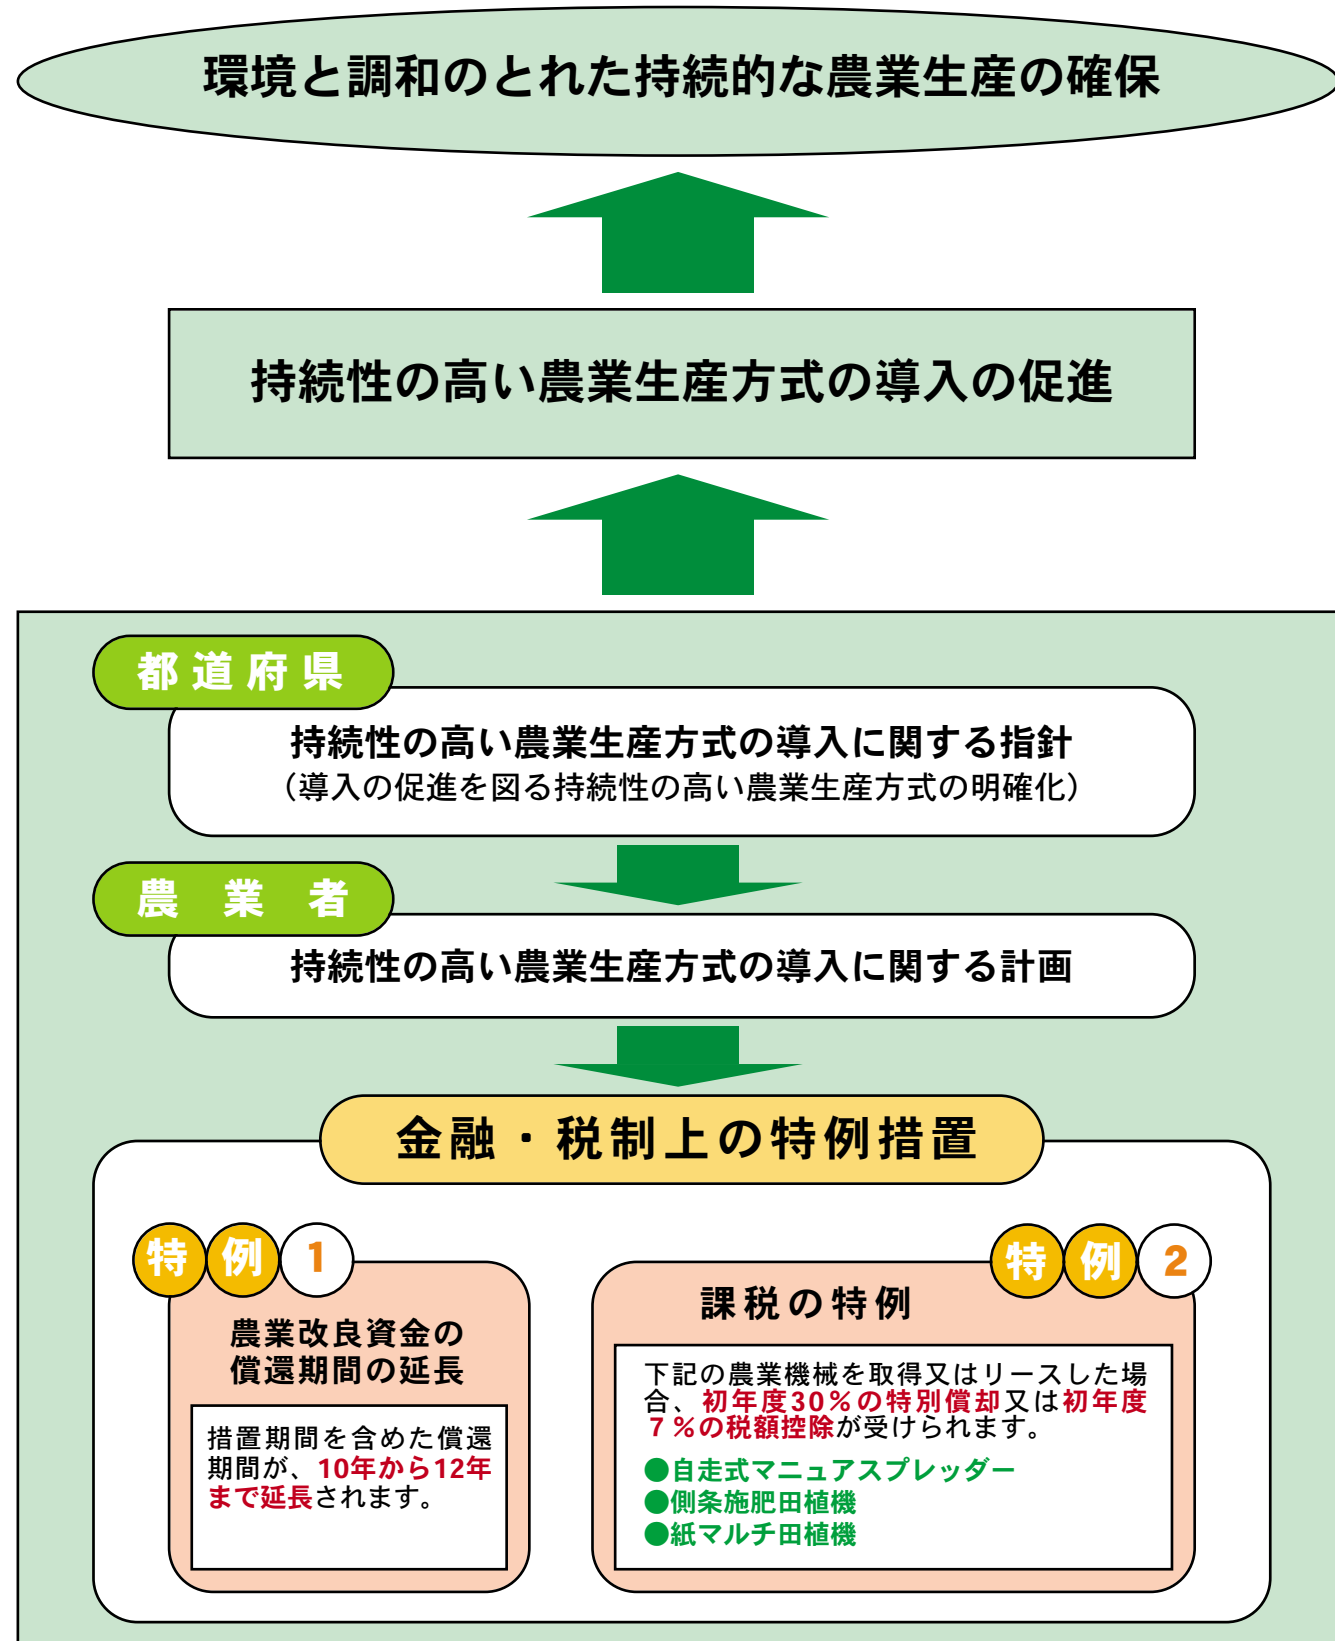 環境と調和のとれた持続的な農業生産の確保
持続性の高い農業生産方式の導入の促進
都道府県
持続性の高い農業生産方式の導入に関する指針
（導入の促進を図る持続性の高い農業生産方式の明確化）
農業者
持続性の高い農業生産方式の導入に関する計画
金融・税制上の特例措置
特例1
農業改良資金の
償還期間の延長
措置期間を含めた償還
期間が、10年から12年
まで延長されます。
特例2
課税の特例
下記の農業機械を取得又はリースした場
合、初年度30％の特別償却又は初年度
７％の税額控除が受けられます。
●自走式マニュアスプレッダー
●側条施肥田植機
●紙マルチ田植機